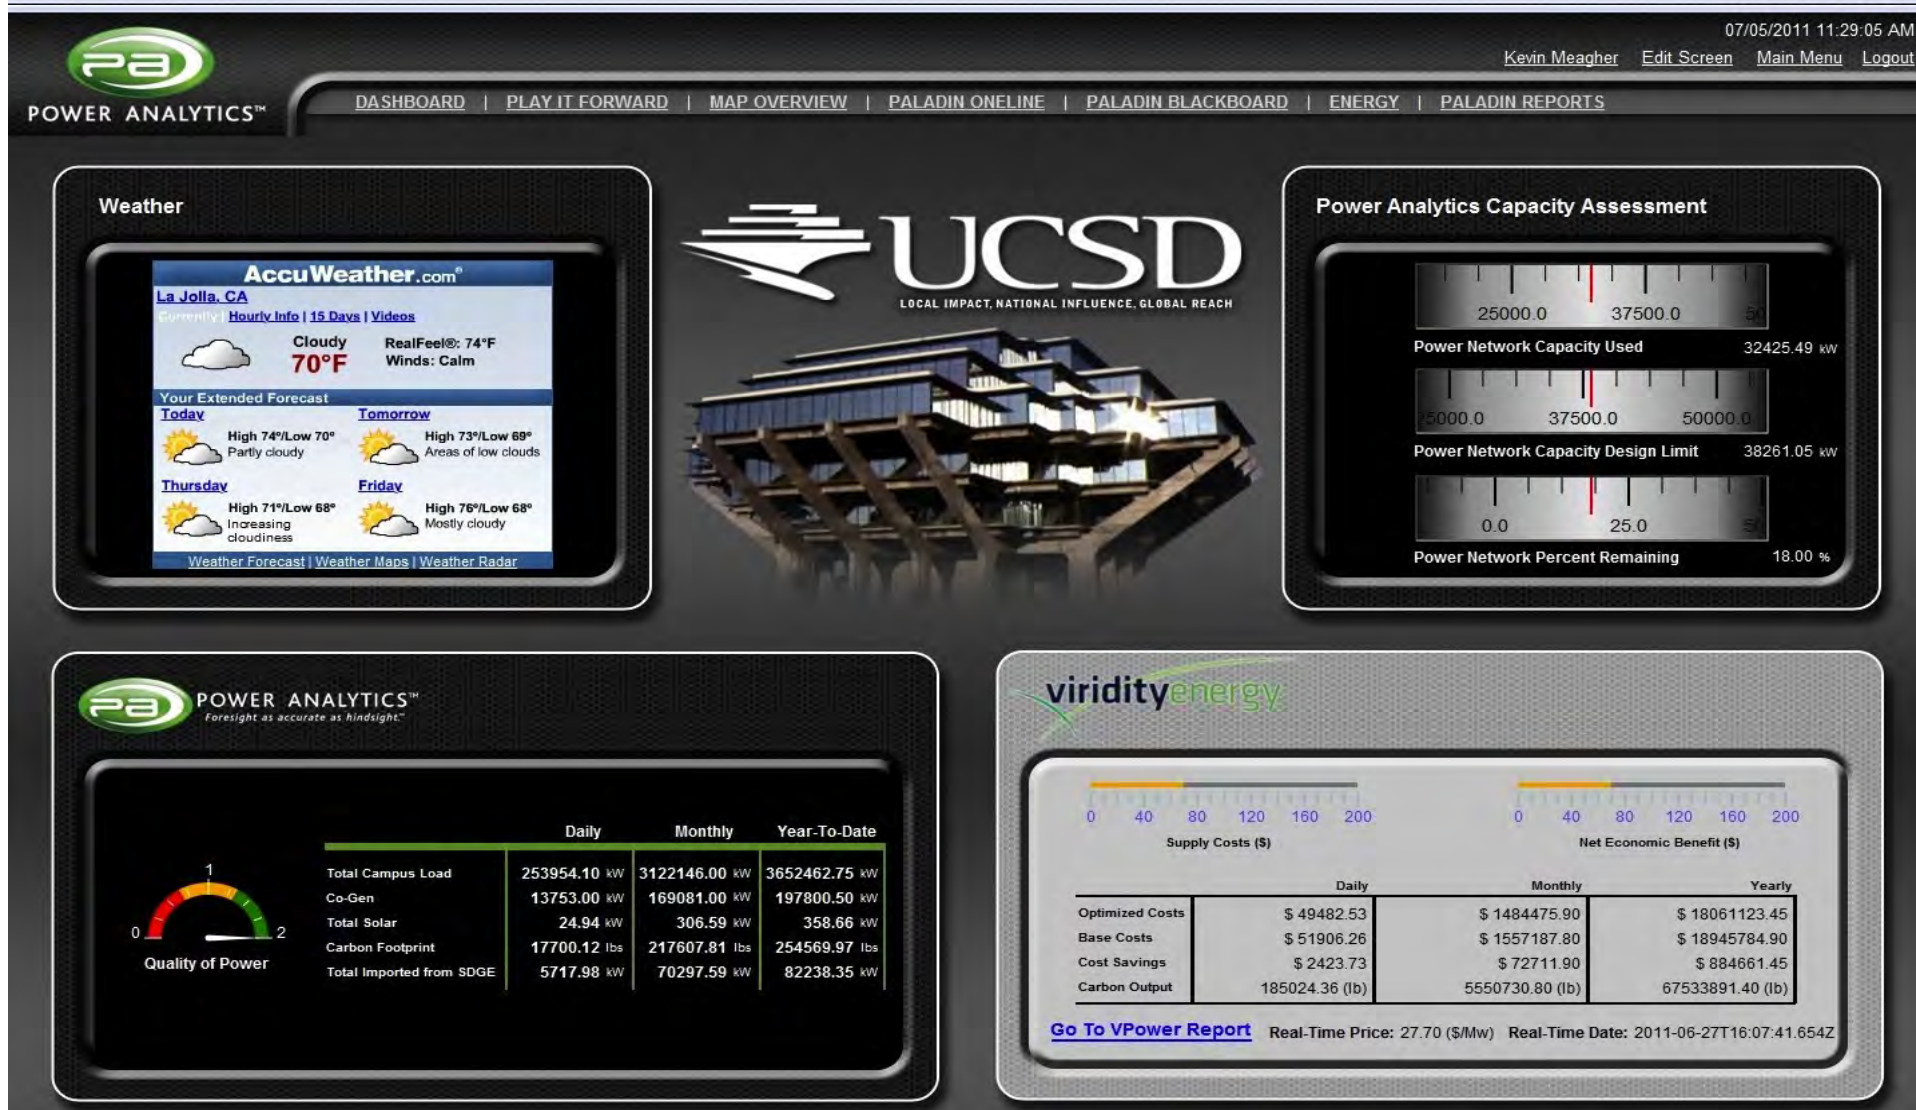 07/05/2011 11:29:05 AM
Kevin Meagher Edit Screen Main Menu Logout
pa
POWER ANALYTICS™
DASHBOARD | PLAY IT FORWARD | MAP OVERVIEW | PALADIN ONELINE | PALADIN BLACKBOARD | ENERGY | PALADIN REPORTS
Weather
AccuWeather.com®
La Jolla, CA
Currently | Hourly Info | 15 Days | Videos
Cloudy
70°F
RealFeel®: 74°F
Winds: Calm
Your Extended Forecast
Today
High 74°/Low 70°
Partly cloudy
Tomorrow
High 73°/Low 69°
Areas of low clouds
Thursday
High 71°/Low 68°
Increasing
cloudiness
Friday
High 76°/Low 68°
Mostly cloudy
Weather Forecast | Weather Maps | Weather Radar
UCSD
LOCAL IMPACT, NATIONAL INFLUENCE, GLOBAL REACH
Power Analytics Capacity Assessment
25000.0 37500.0 50
Power Network Capacity Used 32425.49 kW
5000.0 37500.0 50000.0
Power Network Capacity Design Limit 38261.05 kW
0.0 25.0 50
Power Network Percent Remaining 18.00 %
pa POWER ANALYTICS™
Foresight as accurate as hindsight.™
0 1 2
Quality of Power
Daily Monthly Year-To-Date
Total Campus Load 253954.10 kW 3122146.00 kW 3652462.75 kW
Co-Gen 13753.00 kW 169081.00 kW 197800.50 kW
Total Solar 24.94 kW 306.59 kW 358.66 kW
Carbon Footprint 17700.12 lbs 217607.81 lbs 254569.97 lbs
Total Imported from SDGE 5717.98 kW 70297.59 kW 82238.35 kW
viridityenergy
0 40 80 120 160 200
Supply Costs ($)
0 40 80 120 160 200
Net Economic Benefit ($)
Daily Monthly Yearly
Optimized Costs $ 49482.53 $ 1484475.90 $ 18061123.45
Base Costs $ 51906.26 $ 1557187.80 $ 18945784.90
Cost Savings $ 2423.73 $ 72711.90 $ 884661.45
Carbon Output 185024.36 (lb) 5550730.80 (lb) 67533891.40 (lb)
Go To VPower Report Real-Time Price: 27.70 ($/Mw) Real-Time Date: 2011-06-27T16:07:41.654Z